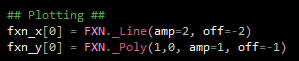 ## Plotting ##
fxn_x[0] = FXN._Line(amp=2, off=-2)
fxn_y[0] = FXN._Poly(1,0, amp=1, off=-1)